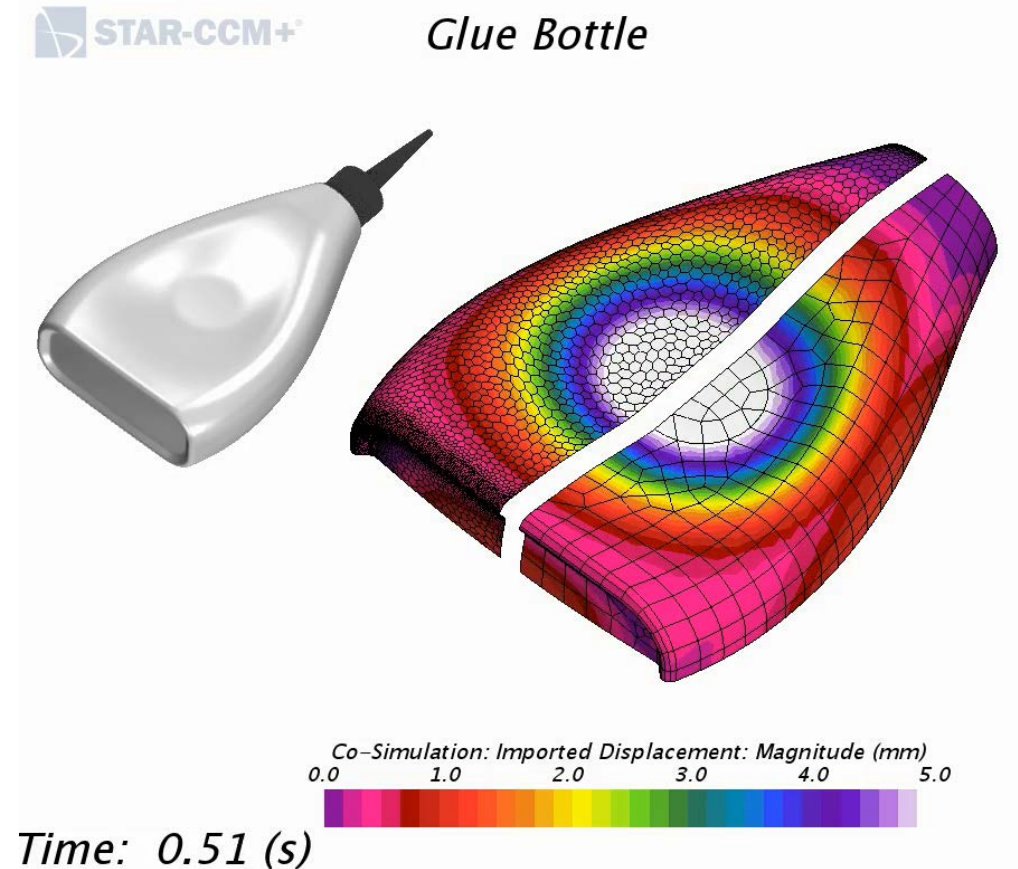 STAR-CCM+
Glue Bottle
Co-Simulation: Imported Displacement: Magnitude (mm)
0.0 1.0 2.0 3.0 4.0 5.0
Time: 0.51 (s)